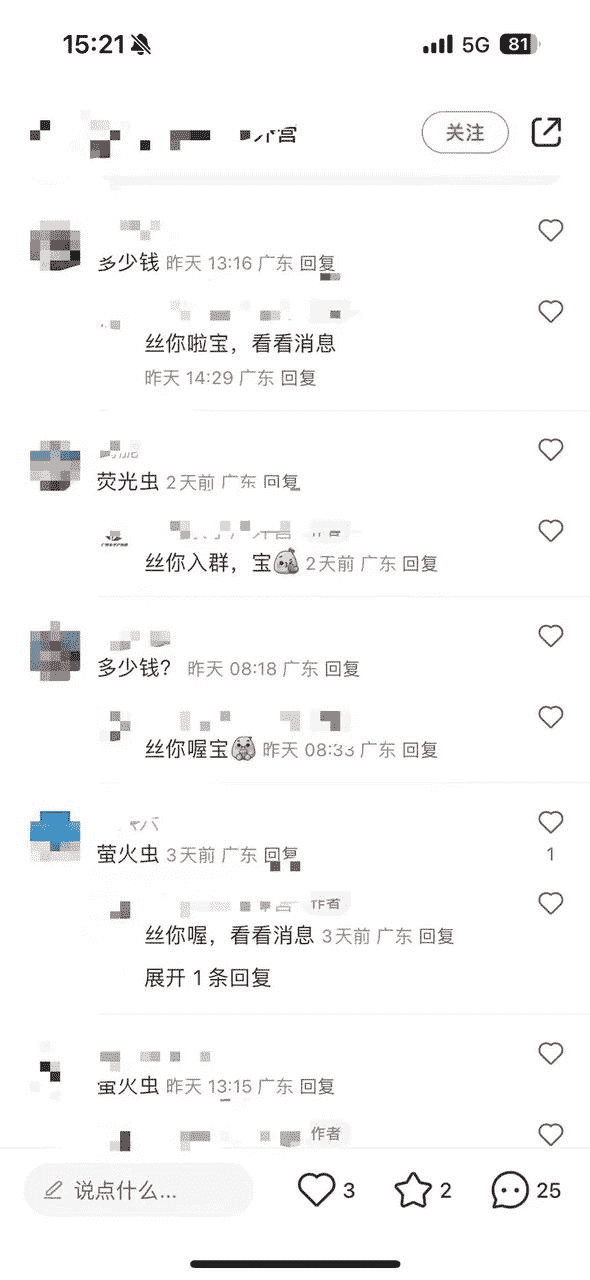 15:21
5G 81
关注
多少钱 昨天 13:16 广东 回复
丝你啦宝，看看消息
昨天 14:29 广东 回复
荧光虫 2天前 广东 回复
丝你入群，宝 2天前 广东 回复
多少钱？ 昨天 08:18 广东 回复
丝你喔宝 昨天 08:33 广东 回复
萤火虫 3天前 广东 回复
1
作者
丝你喔，看看消息 3天前 广东 回复
展开 1 条回复
萤火虫 昨天 13:15 广东 回复
作者
说点什么... 3 2 25